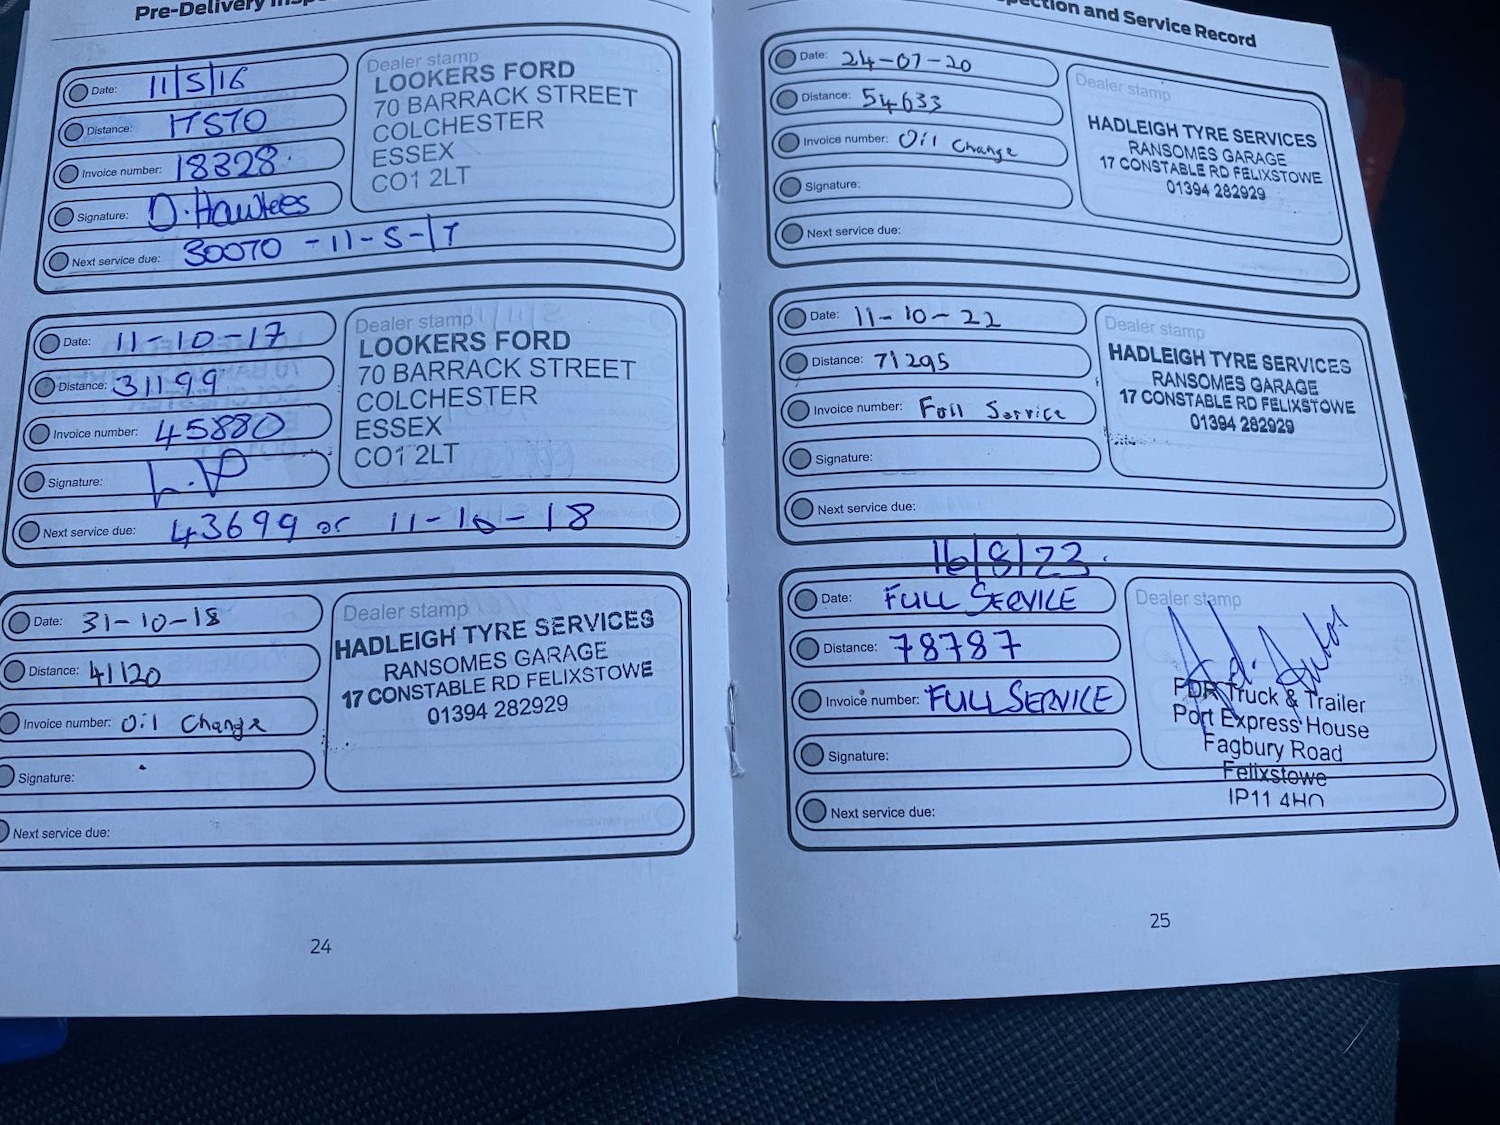 Pre-Delivery Inspe
Date: 11/5/16
Distance: 17570
Invoice number: 18328.
Signature: D. Hawkes
Next service due: 30070 - 11-5-17
Dealer stamp
LOOKERS FORD
70 BARRACK STREET
COLCHESTER
ESSEX
CO1 2LT
Date: 11-10-17
Distance: 31199
Invoice number: 45880
Signature:
Next service due: 43699 or 11-10-18
Dealer stamp
LOOKERS FORD
70 BARRACK STREET
COLCHESTER
ESSEX
CO1 2LT
Date: 31-10-18
Distance: 41120
Invoice number: Oil Change
Signature:
Next service due:
Dealer stamp
HADLEIGH TYRE SERVICES
RANSOMES GARAGE
17 CONSTABLE RD FELIXSTOWE
01394 282929
24
pection and Service Record
Date: 24-07-20
Distance: 54633
Invoice number: Oil Change
Signature:
Next service due:
Dealer stamp
HADLEIGH TYRE SERVICES
RANSOMES GARAGE
17 CONSTABLE RD FELIXSTOWE
01394 282929
Date: 11-10-22
Distance: 71295
Invoice number: Full Service
Signature:
Next service due:
Dealer stamp
HADLEIGH TYRE SERVICES
RANSOMES GARAGE
17 CONSTABLE RD FELIXSTOWE
01394 282929
16/8/23.
Date: FULL SERVICE
Distance: 78787
Invoice number: FULL SERVICE
Signature:
Next service due:
Dealer stamp
FDR Truck & Trailer
Port Express House
Fagbury Road
Felixstowe
IP11 4HQ
25